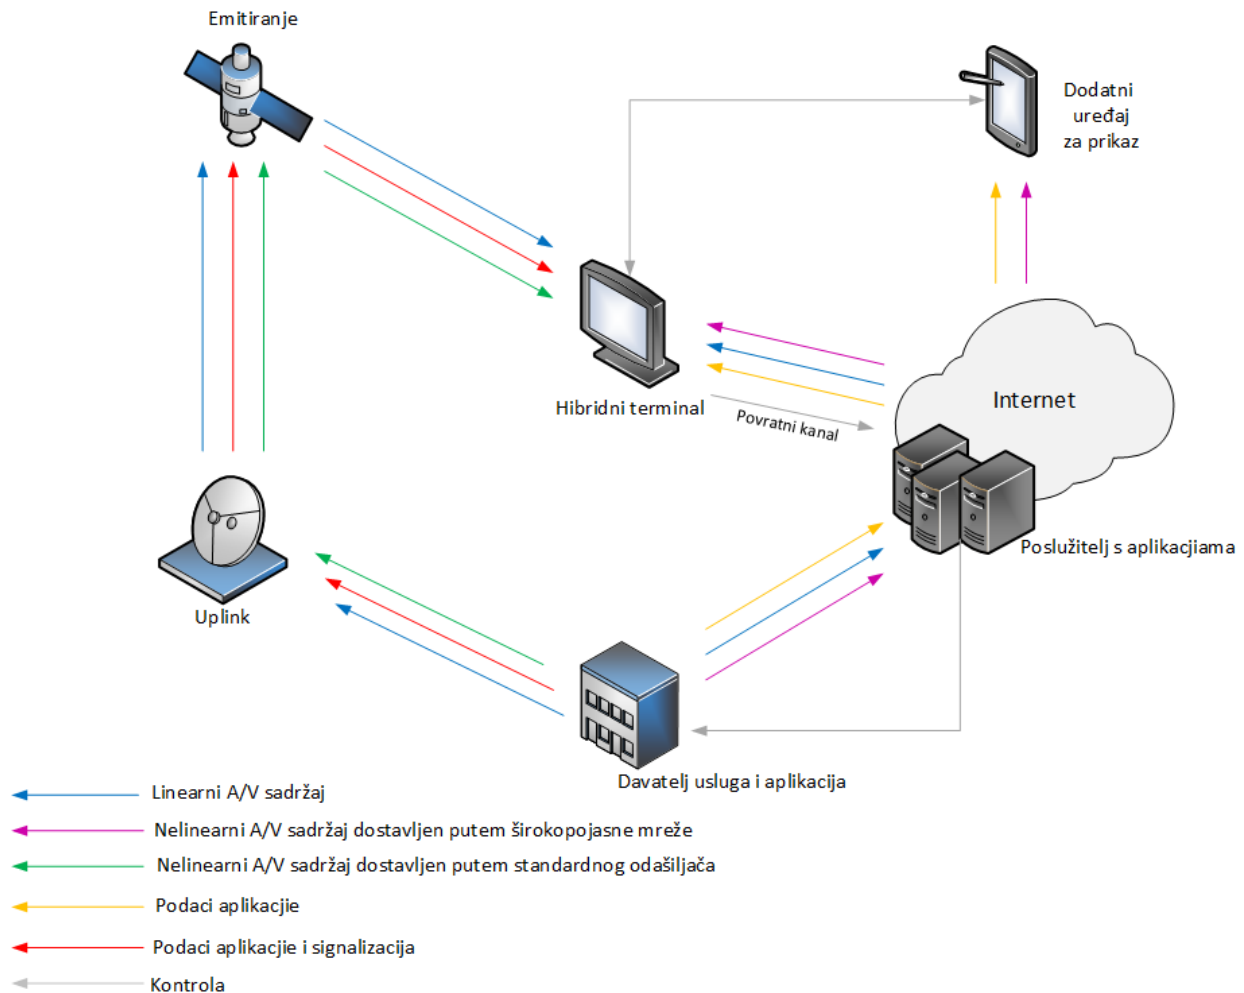 Emitiranje
Dodatni
uređaj
za prikaz
Internet
Hibridni terminal
Povratni kanal
Poslužitelj s aplikacjiama
Uplink
Davatelj usluga i aplikacija
Linearni A/V sadržaj
Nelinearni A/V sadržaj dostavljen putem širokopojasne mreže
Nelinearni A/V sadržaj dostavljen putem standardnog odašiljača
Podaci aplikacjie
Podaci aplikacjie i signalizacija
Kontrola